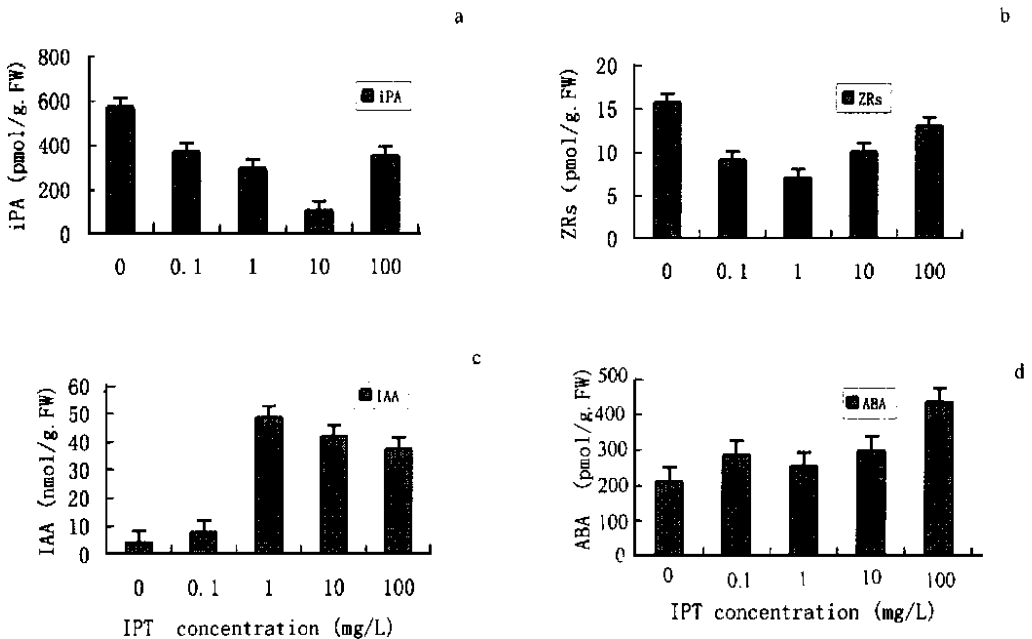 a
800
600
400
200
0
iPA (pmol/g.FW)
iPA
0 0.1 1 10 100
b
20
15
10
5
0
ZRs (pmol/g.FW)
ZRs
0 0.1 1 10 100
c
60
50
40
30
20
10
0
IAA (nmol/g.FW)
IAA
0 0.1 1 10 100
IPT concentration (mg/L)
d
500
400
300
200
100
0
ABA (pmol/g.FW)
ABA
0 0.1 1 10 100
IPT concentration (mg/L)